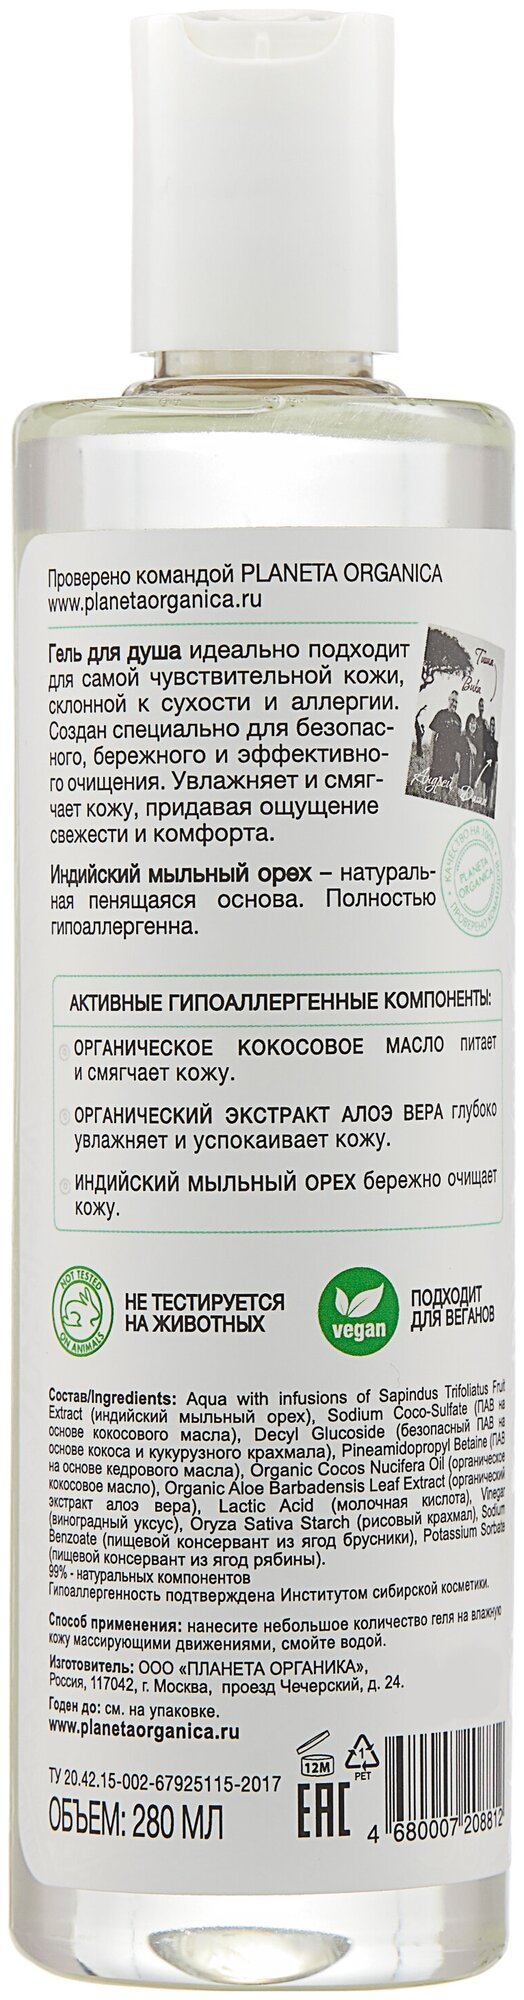 Проверено командой PLANETA ORGANICA
www.planetaorganica.ru
Гель для душа идеально подходит
для самой чувствительной кожи,
склонной к сухости и аллергии.
Создан специально для безопас-
ного, бережного и эффективно-
го очищения. Увлажняет и смяг-
чает кожу, придавая ощущение
свежести и комфорта.
Тиша
Вика
Андрей
КАЧЕСТВО НА 100%
PLANETA
ORGANICA
ПРОВЕРЕНО
Индийский мыльный орех – натураль-
ная пенящаяся основа. Полностью
гипоаллергенна.
АКТИВНЫЕ ГИПОАЛЛЕРГЕННЫЕ КОМПОНЕНТЫ:
ОРГАНИЧЕСКОЕ КОКОСОВОЕ МАСЛО питает
и смягчает кожу.
ОРГАНИЧЕСКИЙ ЭКСТРАКТ АЛОЭ ВЕРА глубоко
увлажняет и успокаивает кожу.
ИНДИЙСКИЙ МЫЛЬНЫЙ ОРЕХ бережно очищает
кожу.
NOT TESTED
ON ANIMALS
НЕ ТЕСТИРУЕТСЯ
НА ЖИВОТНЫХ
vegan
ПОДХОДИТ
ДЛЯ ВЕГАНОВ
Состав/Ingredients: Aqua with infusions of Sapindus Trifoliatus Fruit
Extract (индийский мыльный орех), Sodium Coco-Sulfate (ПАВ на
основе кокосового масла), Decyl Glucoside (безопасный ПАВ на
основе кокоса и кукурузного крахмала), Pineamidopropyl Betaine (ПАВ
на основе кедрового масла), Organic Cocos Nucifera Oil (органическое
кокосовое масло), Organic Aloe Barbadensis Leaf Extract (органический
экстракт алоэ вера), Lactic Acid (молочная кислота), Vinegar
(виноградный уксус), Oryza Sativa Starch (рисовый крахмал), Sodium
Benzoate (пищевой консервант из ягод брусники), Potassium Sorbate
(пищевой консервант из ягод рябины).
99% - натуральных компонентов
Гипоаллергенность подтверждена Институтом сибирской косметики.
Способ применения: нанесите небольшое количество геля на влажную
кожу массирующими движениями, смойте водой.
Изготовитель: ООО «ПЛАНЕТА ОРГАНИКА»,
Россия, 117042, г. Москва, проезд Чечерский, д. 24.
Годен до: см. на упаковке.
www.planetaorganica.ru
12M
1
PET
ТУ 20.42.15-002-67925115-2017
ОБЪЕМ: 280 МЛ
EAC
4 680007 208812